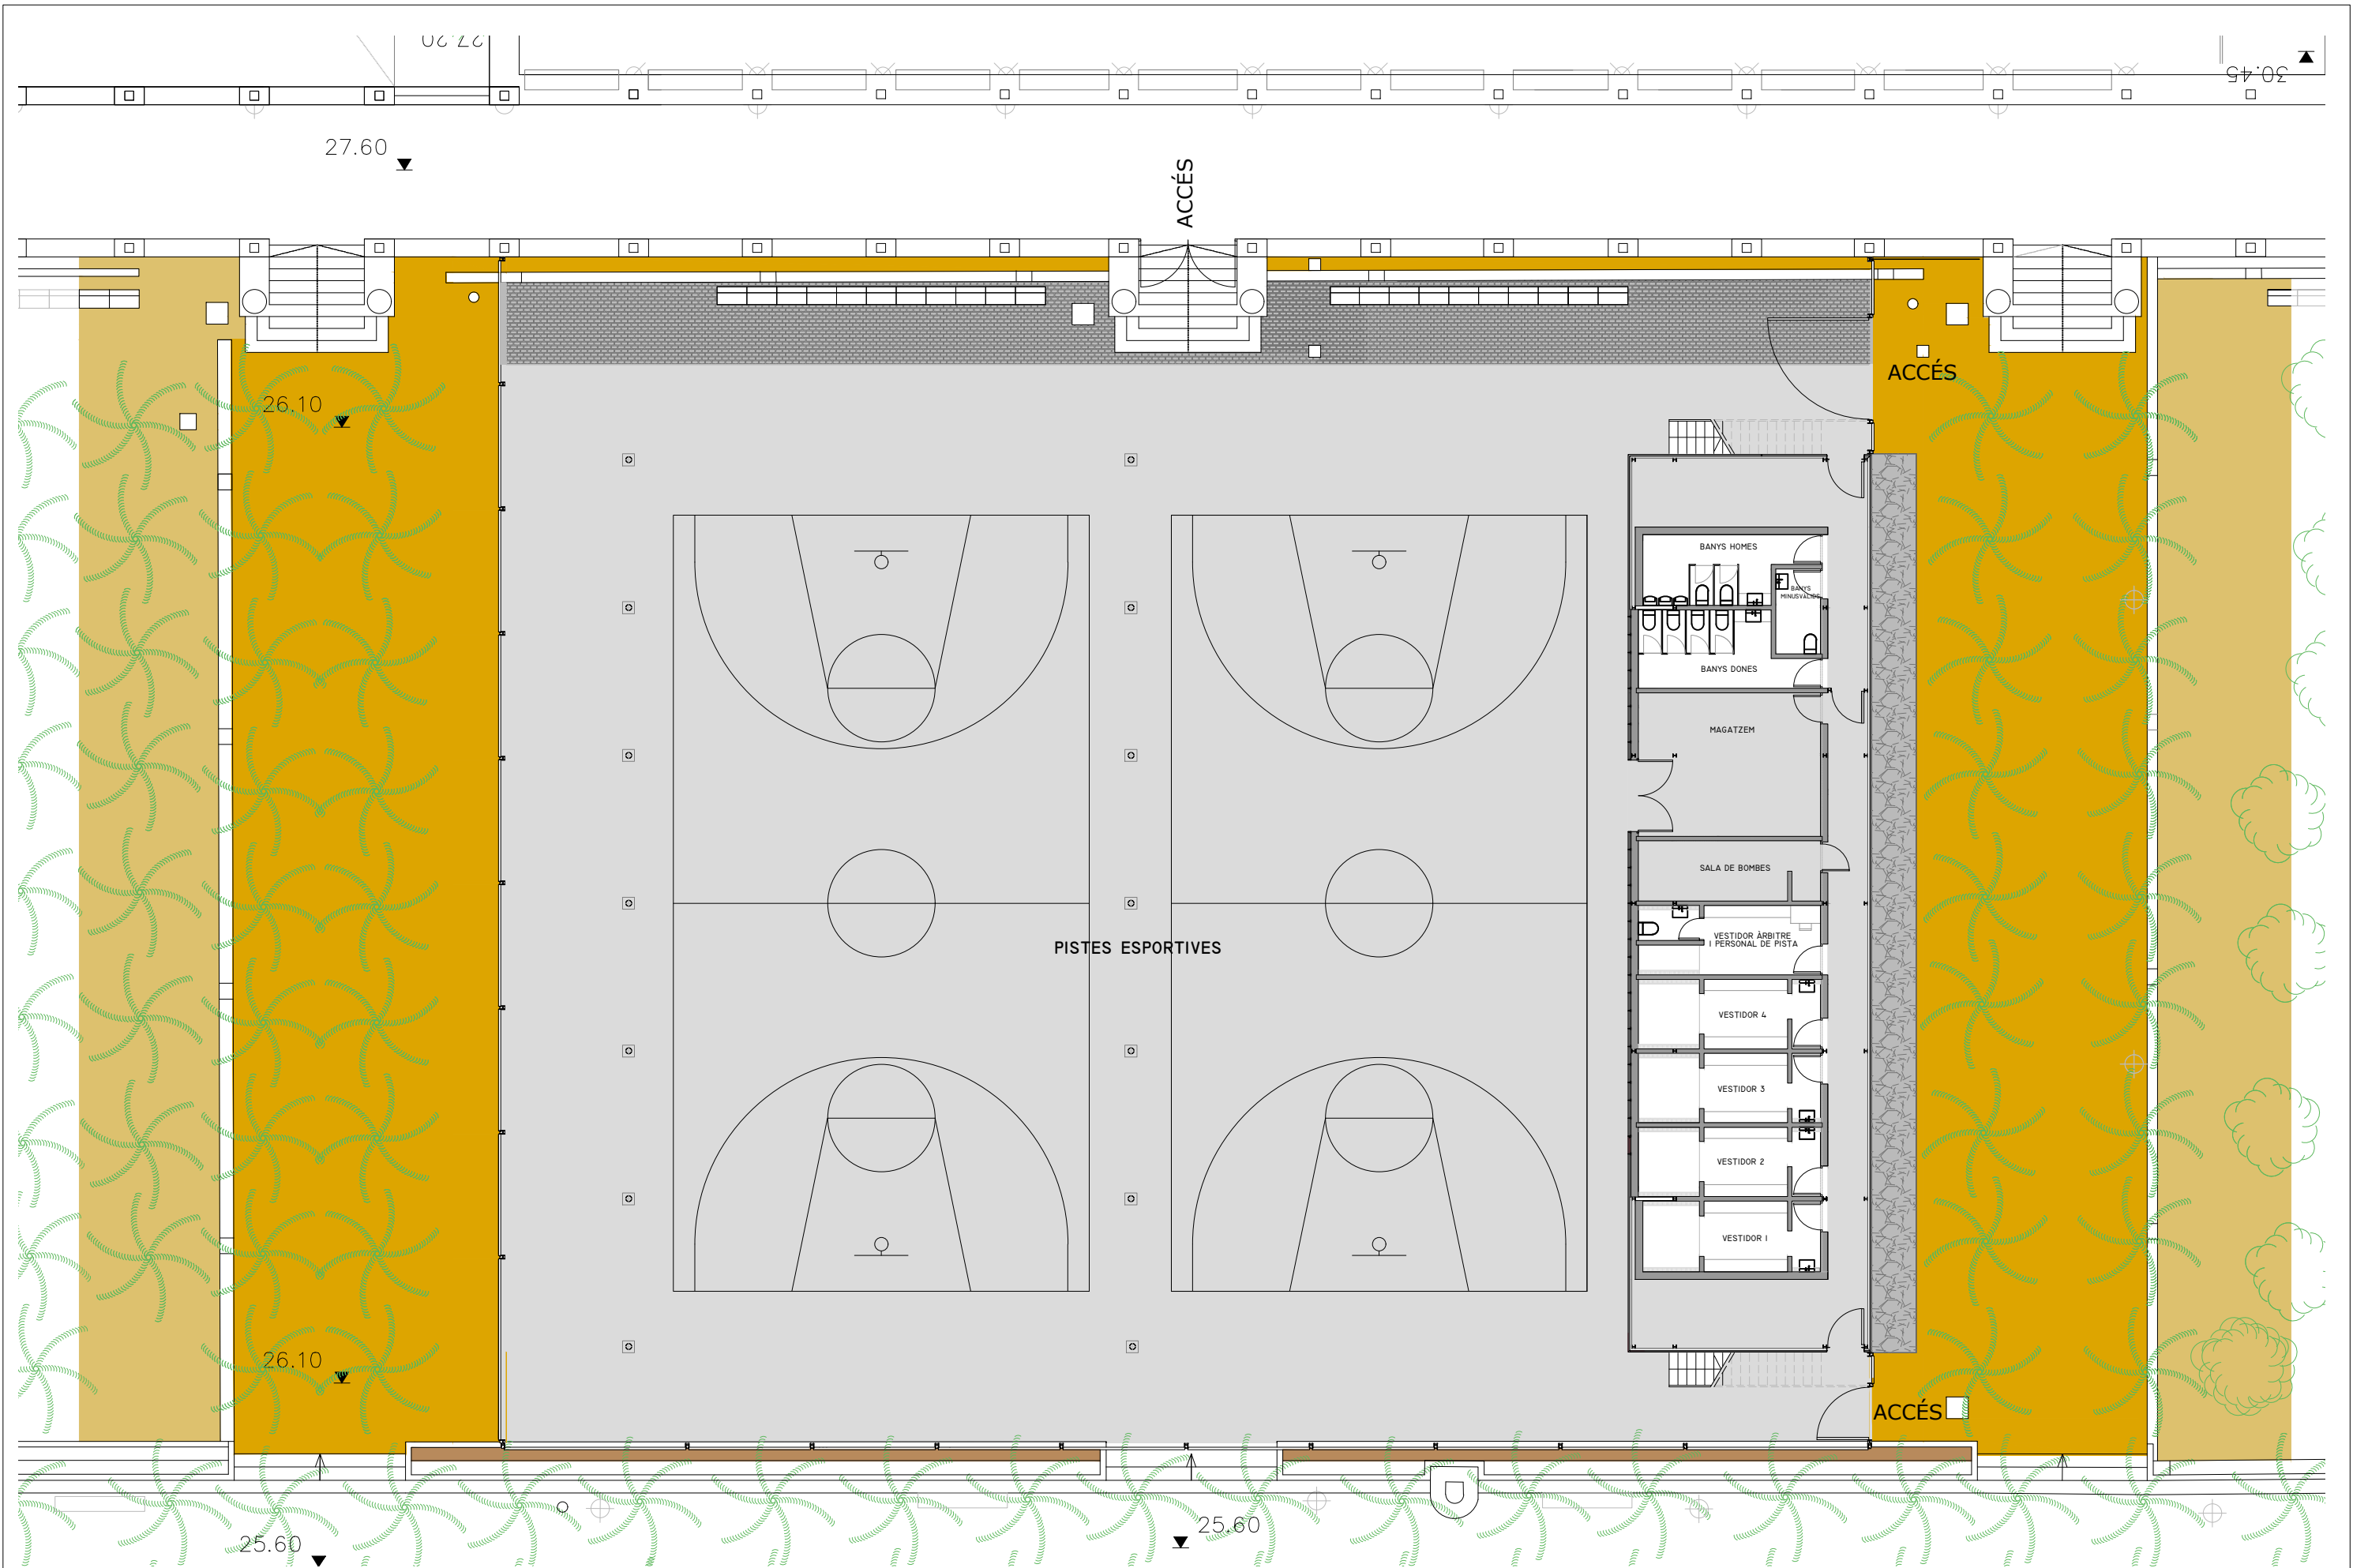 27.20
30.45
27.60
ACCÉS
ACCÉS
26.10
BANYS HOMES
BANYS
MINUSVÀLIDS
BANYS DONES
MAGATZEM
SALA DE BOMBES
VESTIDOR ÀRBITRE
I PERSONAL DE PISTA
PISTES ESPORTIVES
VESTIDOR 4
VESTIDOR 3
VESTIDOR 2
VESTIDOR I
26.10
ACCÉS
25.60
25.60